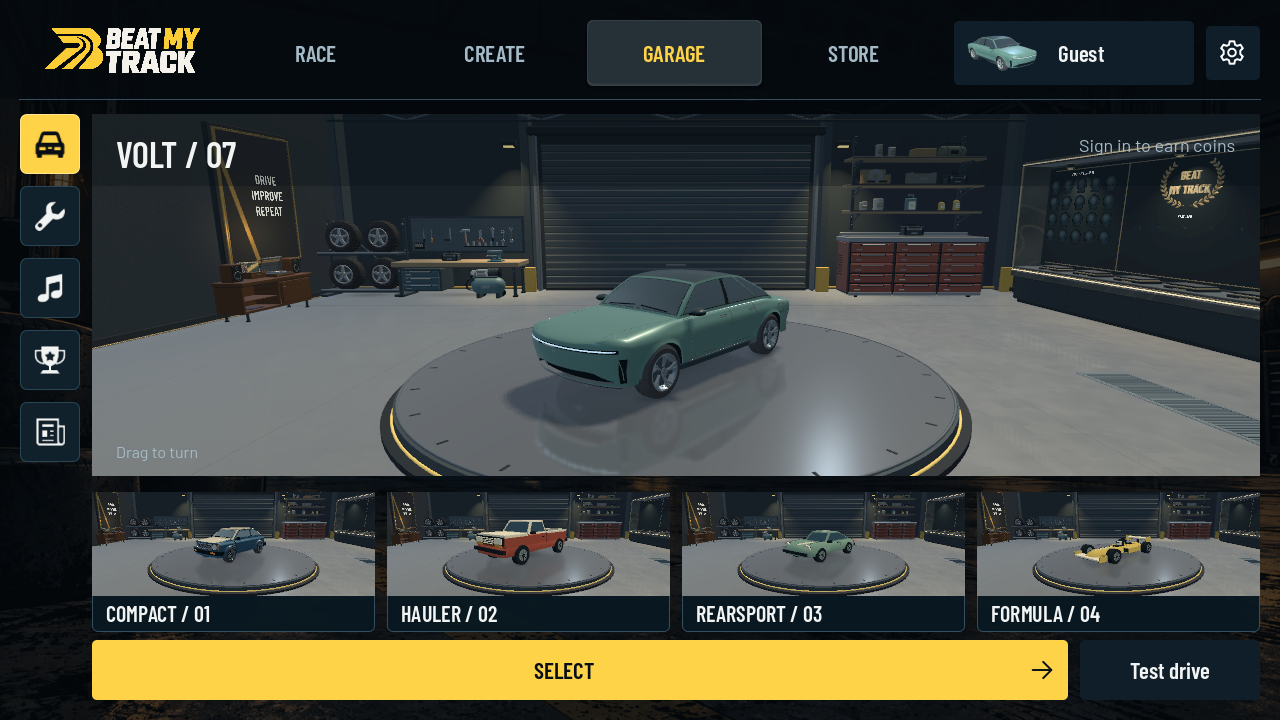 BEAT MY
TRACK
RACE
CREATE
GARAGE
STORE
Guest
VOLT / 07
Sign in to earn coins
DRIVE
IMPROVE
REPEAT
BEAT
MY TRACK
Drag to turn
COMPACT / 01
HAULER / 02
REARSPORT / 03
FORMULA / 04
SELECT
Test drive